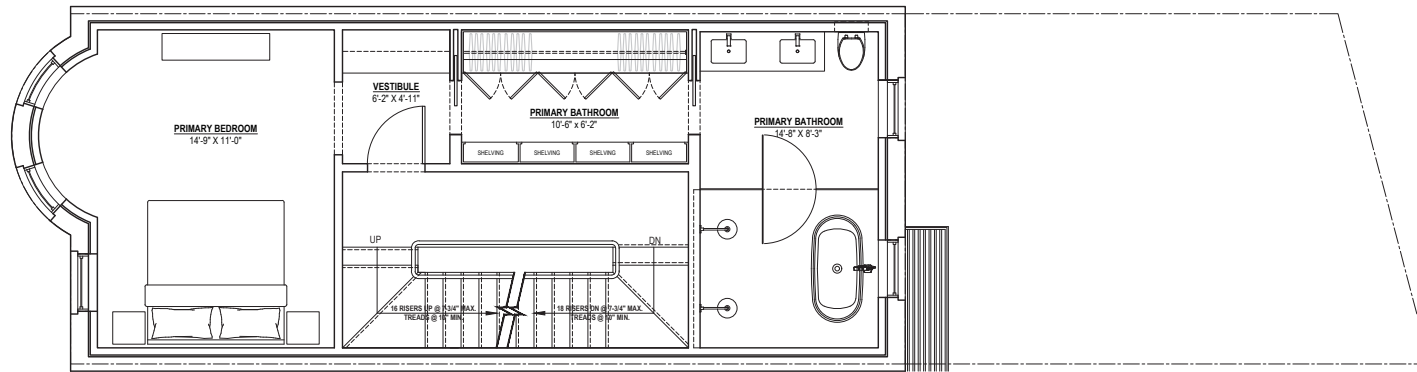 PRIMARY BEDROOM
14'-9" X 11'-0"
VESTIBULE
6'-2" X 4'-11"
PRIMARY BATHROOM
10'-6" x 6'-2"
SHELVING
SHELVING
SHELVING
SHELVING
PRIMARY BATHROOM
14'-8" X 8'-3"
UP
DN
16 RISERS UP @ 7-3/4" MAX.
TREADS @ 10" MIN.
18 RISERS DN @ 7-3/4" MAX.
TREADS @ 10" MIN.